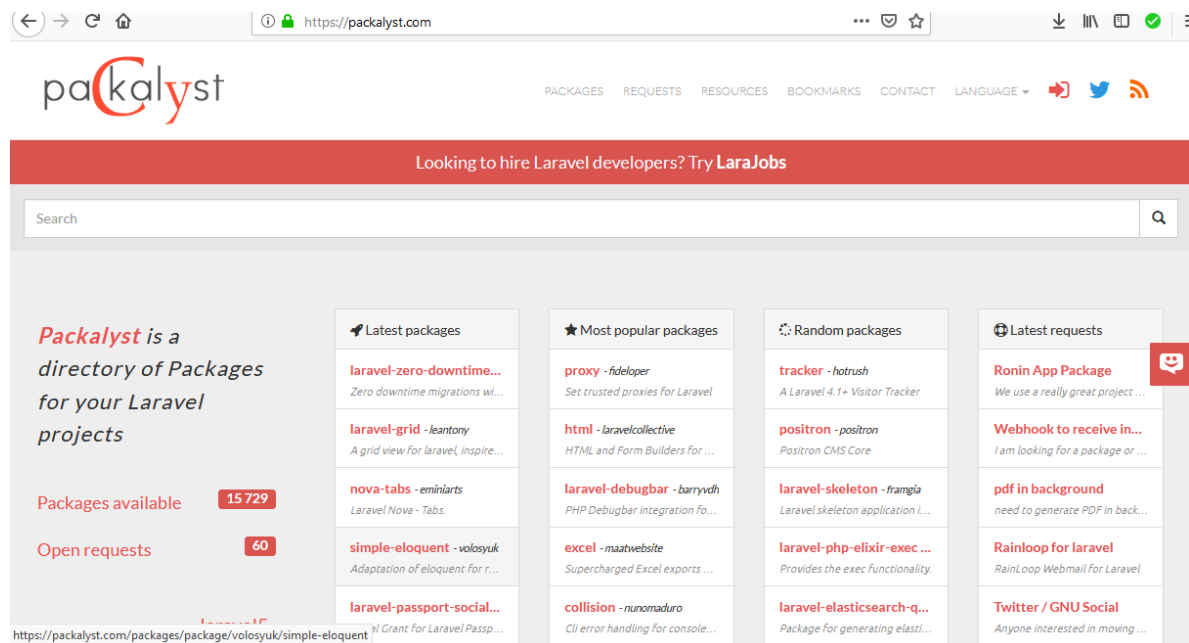 https://packalyst.com
packalyst
PACKAGES REQUESTS RESOURCES BOOKMARKS CONTACT LANGUAGE
Looking to hire Laravel developers? Try LaraJobs
Search
Packalyst is a
directory of Packages
for your Laravel
projects
Packages available 15 729
Open requests 60
Latest packages
laravel-zero-downtime...
Zero downtime migrations wi...
laravel-grid - leantony
A grid view for laravel, inspire...
nova-tabs - eminiarts
Laravel Nova - Tabs.
simple-eloquent - volosyuk
Adaptation of eloquent for r...
laravel-passport-social...
al Grant for Laravel Passp...
Most popular packages
proxy - fideloper
Set trusted proxies for Laravel
html - laravelcollective
HTML and Form Builders for ...
laravel-debugbar - barryvdh
PHP Debugbar integration fo...
excel - maatwebsite
Supercharged Excel exports ...
collision - nunomaduro
Cli error handling for console...
Random packages
tracker - hotrush
A Laravel 4.1+ Visitor Tracker
positron - positron
Positron CMS Core
laravel-skeleton - framgia
Laravel skeleton application i...
laravel-php-elixir-exec ...
Provides the exec functionality.
laravel-elasticsearch-q...
Package for generating elasti...
Latest requests
Ronin App Package
We use a really great project ...
Webhook to receive in...
I am looking for a package or ...
pdf in background
need to generate PDF in back...
Rainloop for laravel
RainLoop Webmail for Laravel
Twitter / GNU Social
Anyone interested in moving ...
https://packalyst.com/packages/package/volosyuk/simple-eloquent